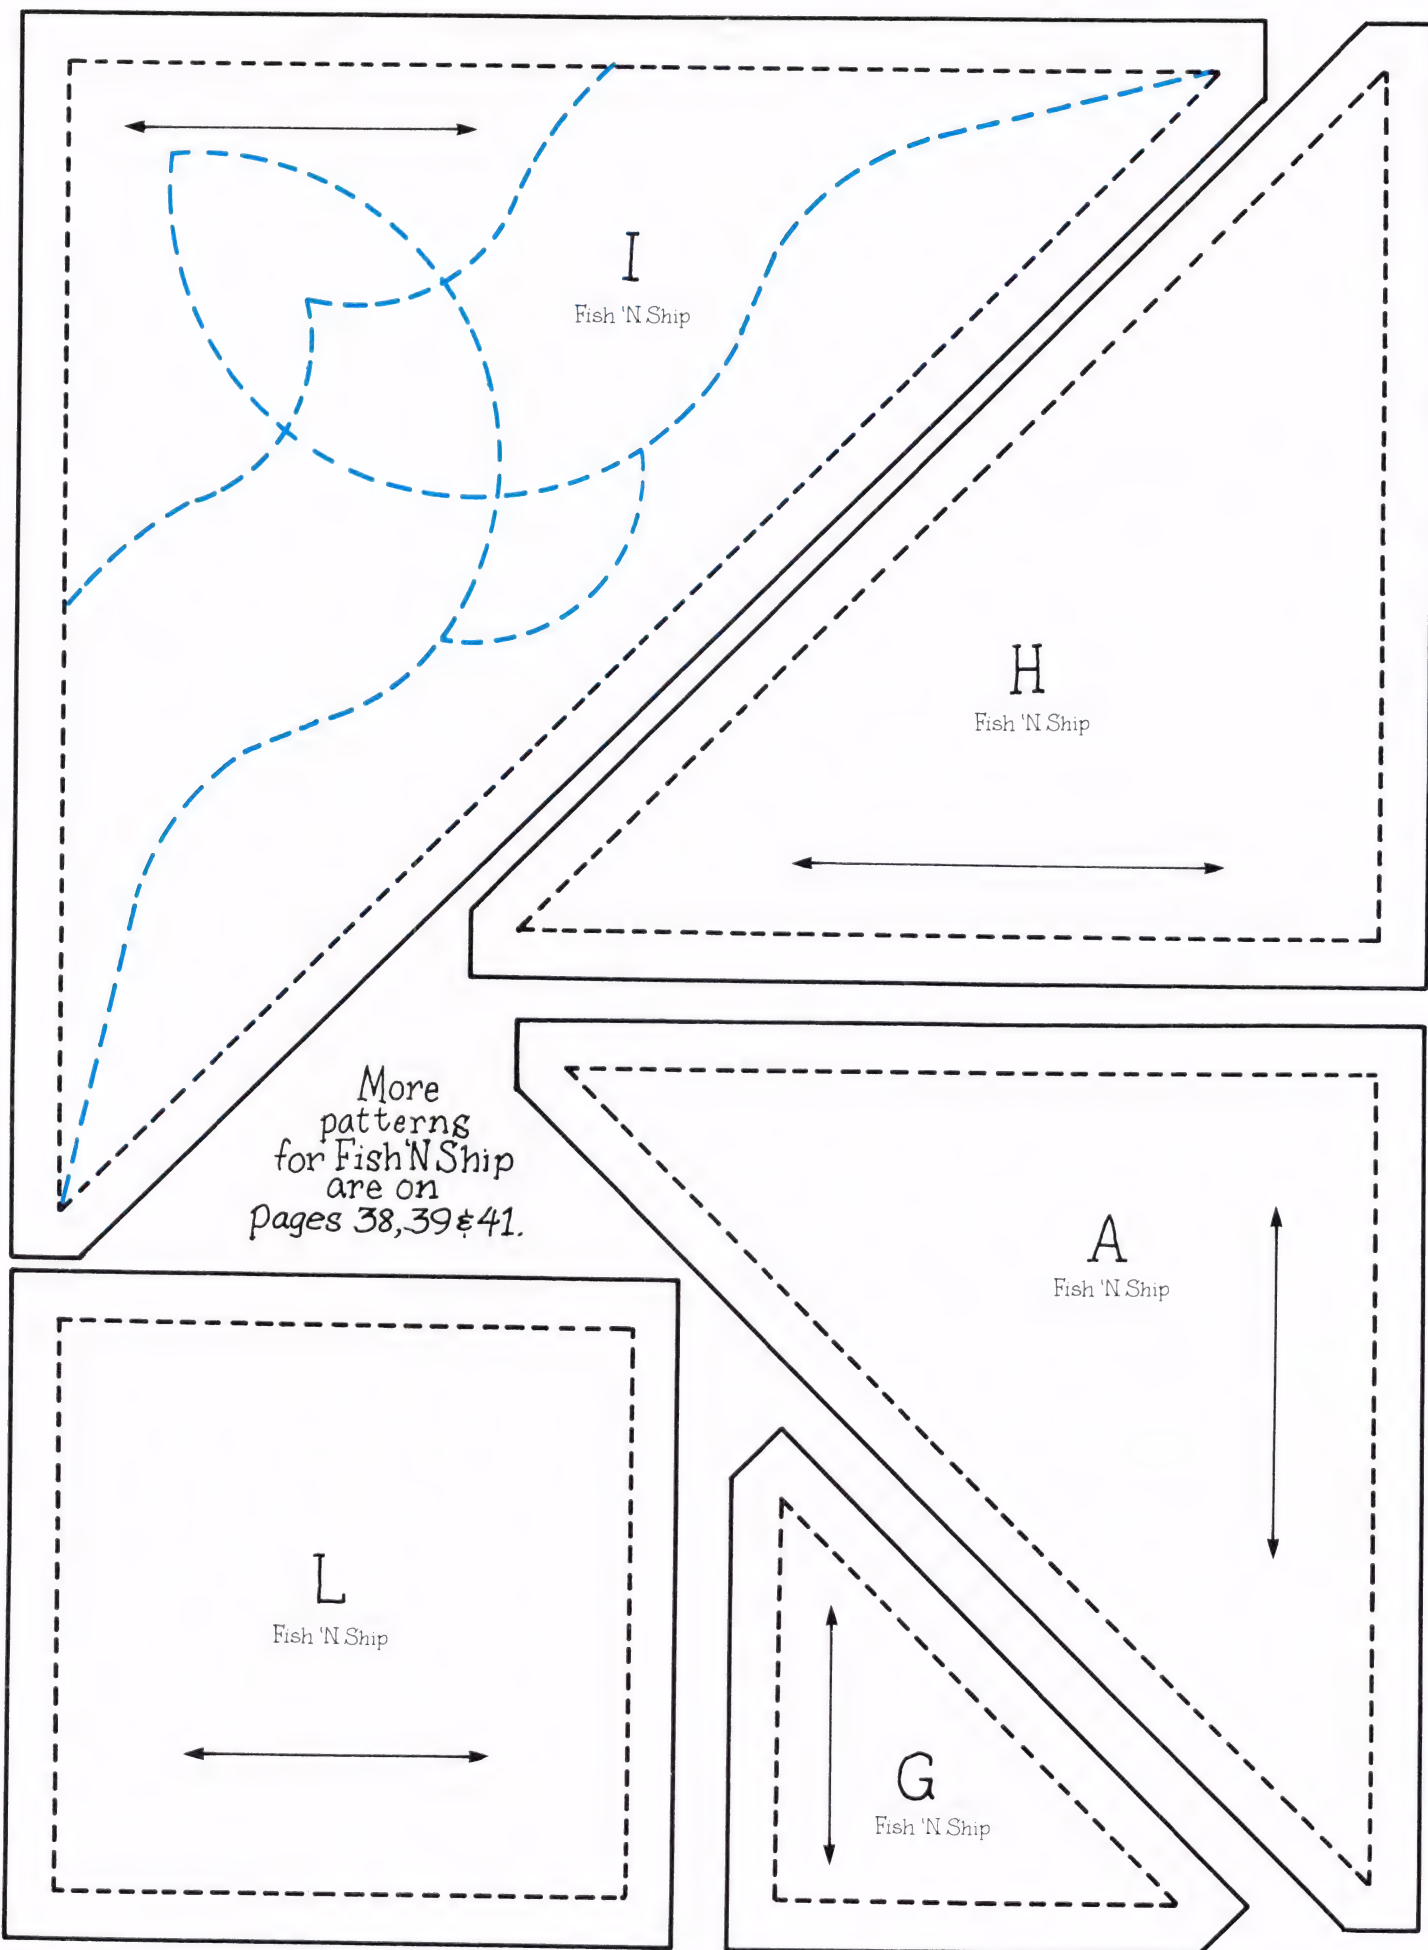 I
Fish 'N Ship
H
Fish 'N Ship
More
patterns
for Fish 'N Ship
are on
pages 38, 39 & 41.
A
Fish 'N Ship
L
Fish 'N Ship
G
Fish 'N Ship